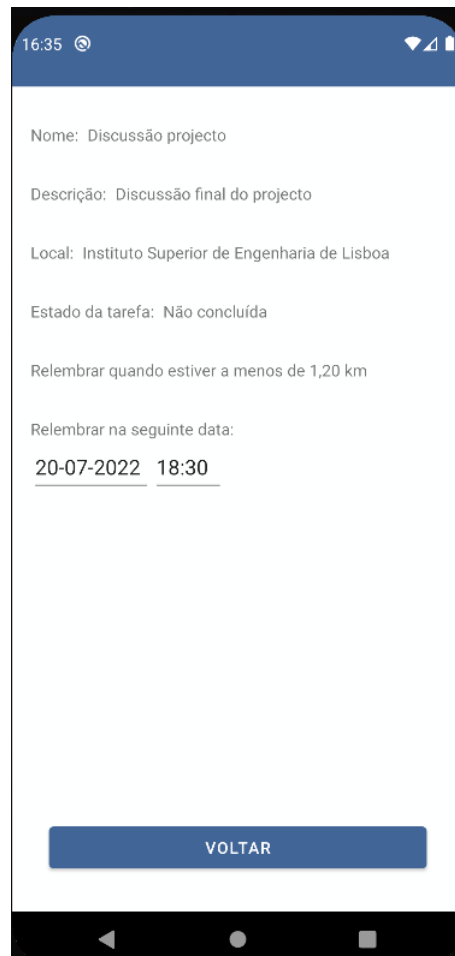 16:35
Nome: Discussão projecto
Descrição: Discussão final do projecto
Local: Instituto Superior de Engenharia de Lisboa
Estado da tarefa: Não concluída
Relembrar quando estiver a menos de 1,20 km
Relembrar na seguinte data:
20-07-2022 18:30
VOLTAR